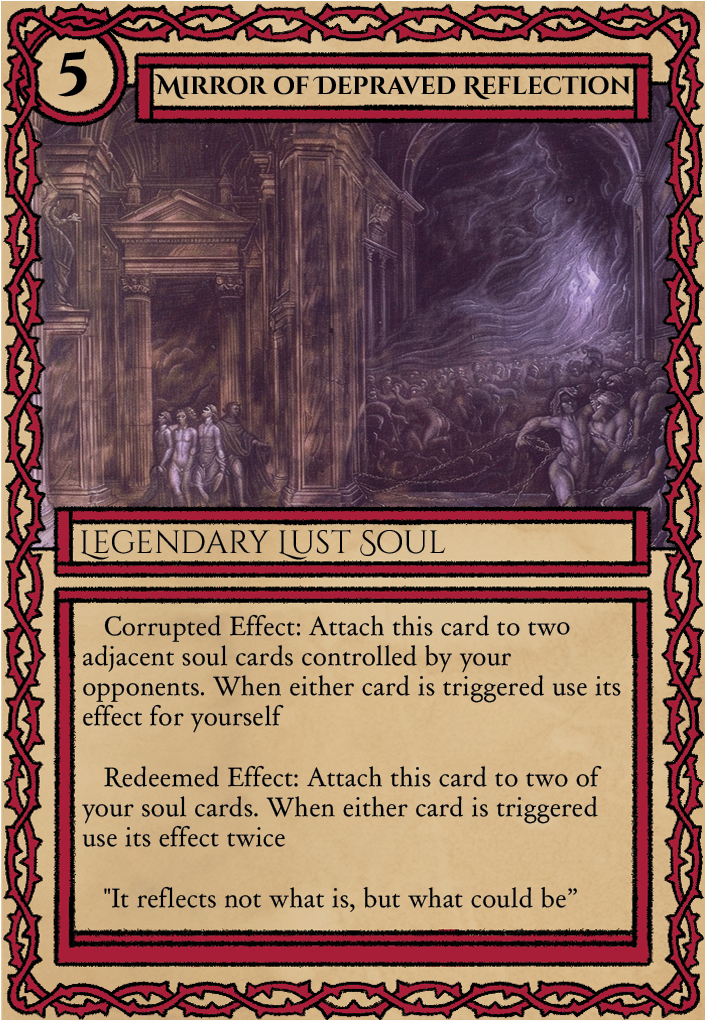 5
Mirror of Depraved Reflection
Legendary Lust Soul
Corrupted Effect: Attach this card to two
adjacent soul cards controlled by your
opponents. When either card is triggered use its
effect for yourself
Redeemed Effect: Attach this card to two of
your soul cards. When either card is triggered
use its effect twice
"It reflects not what is, but what could be”